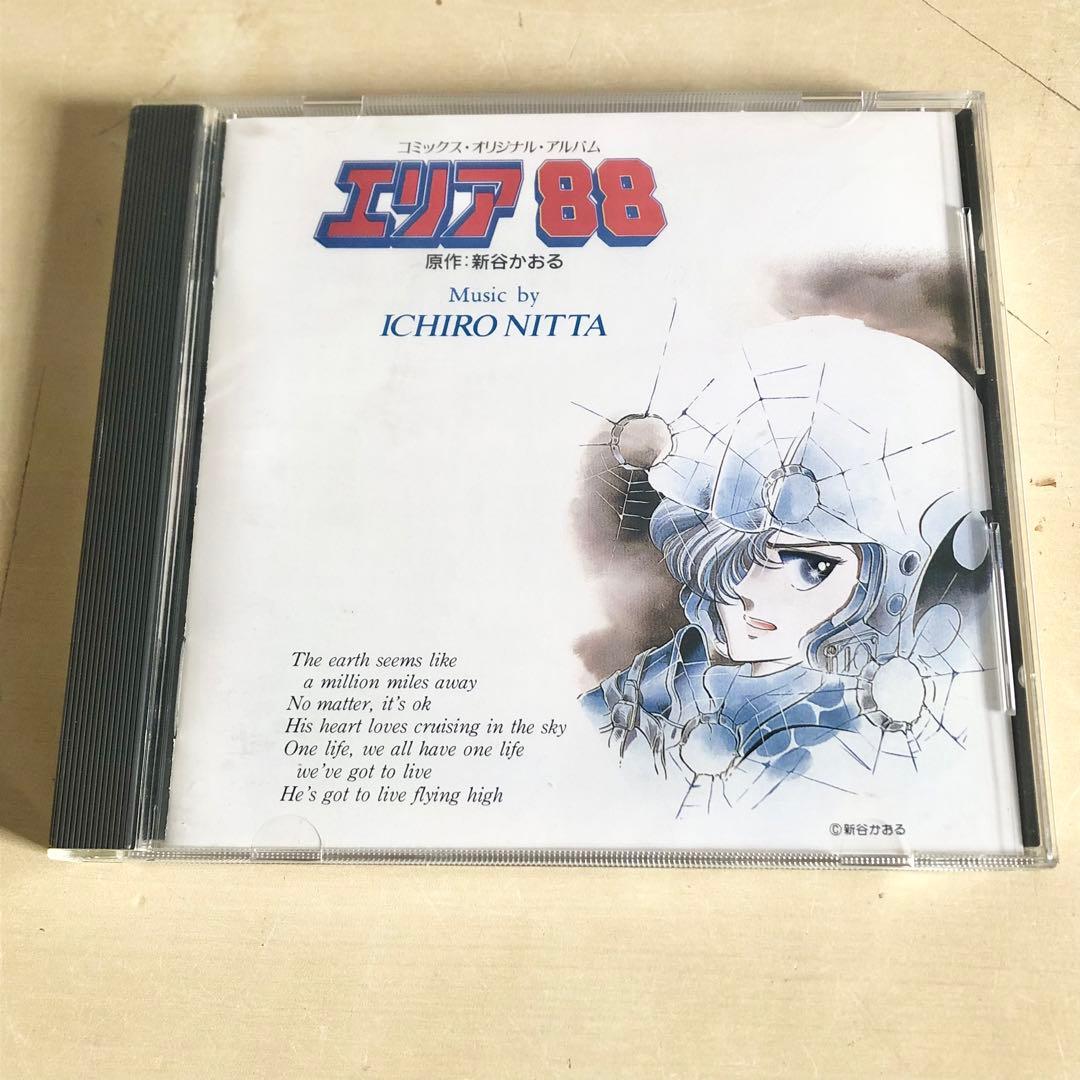 コミックス・オリジナル・アルバム
エリア 88
原作：新谷かおる
Music by
ICHIRO NITTA
The earth seems like
a million miles away
No matter, it's ok
His heart loves cruising in the sky
One life, we all have one life
we've got to live
He's got to live flying high
©新谷かおる